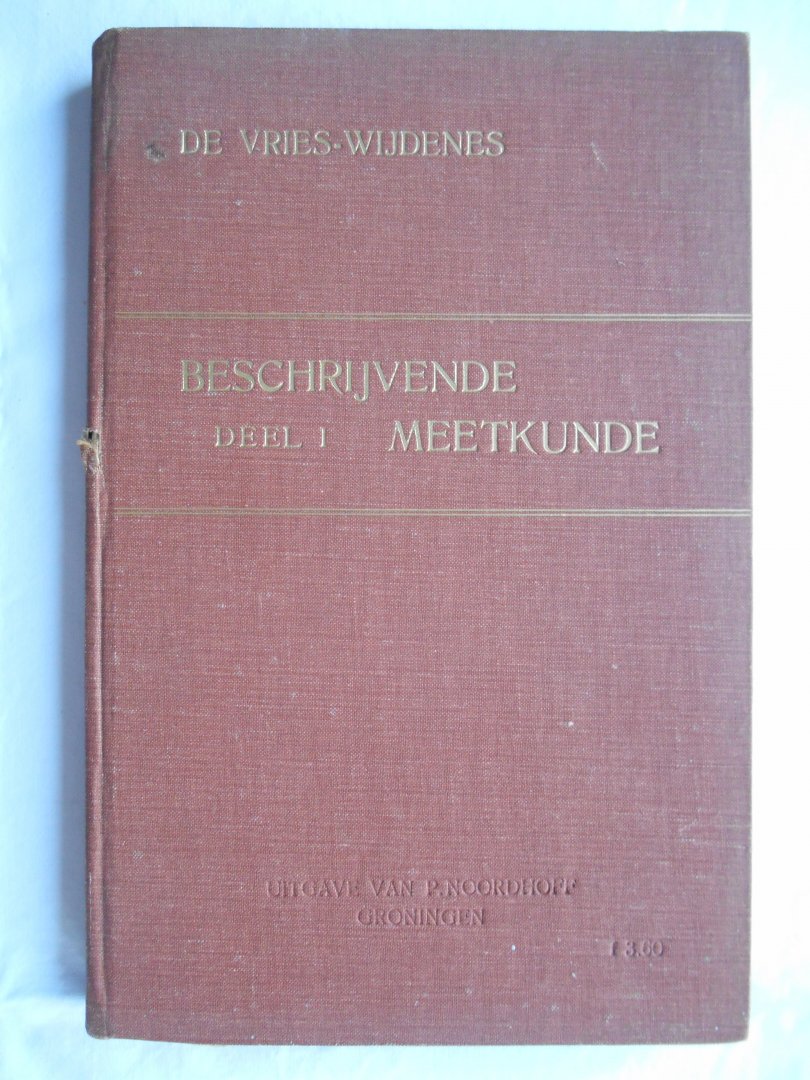 DE VRIES-WIJDENES
BESCHRIJVENDE
DEEL I MEETKUNDE
UITGAVE VAN P. NOORDHOFF
GRONINGEN
f 3.60